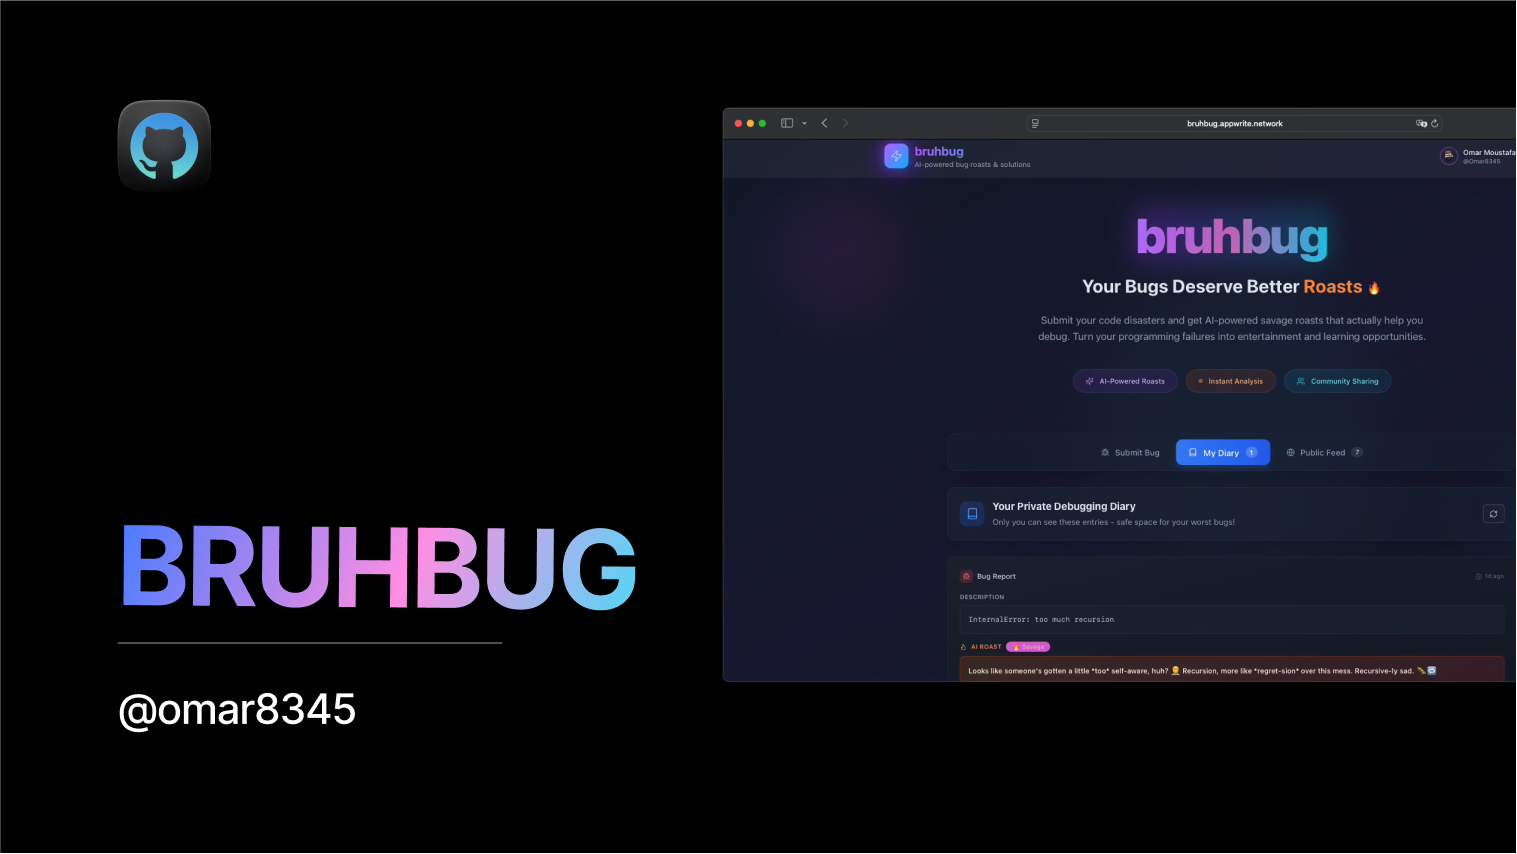 BRUHBUG
@omar8345
bruhbug.appwrite.network
bruhbug
AI-powered bug roasts & solutions
Omar Moustafa
@Omar8345
bruhbug
Your Bugs Deserve Better Roasts 🔥
Submit your code disasters and get AI-powered savage roasts that actually help you
debug. Turn your programming failures into entertainment and learning opportunities.
AI-Powered Roasts
Instant Analysis
Community Sharing
Submit Bug
My Diary 1
Public Feed 7
Your Private Debugging Diary
Only you can see these entries – safe space for your worst bugs!
Bug Report
1d ago
DESCRIPTION
InternalError: too much recursion
AI ROAST
🔥 Savage
Looks like someone's gotten a little *too* self-aware, huh? Recursion, more like *regret-sion* over this mess. Recursive-ly sad.